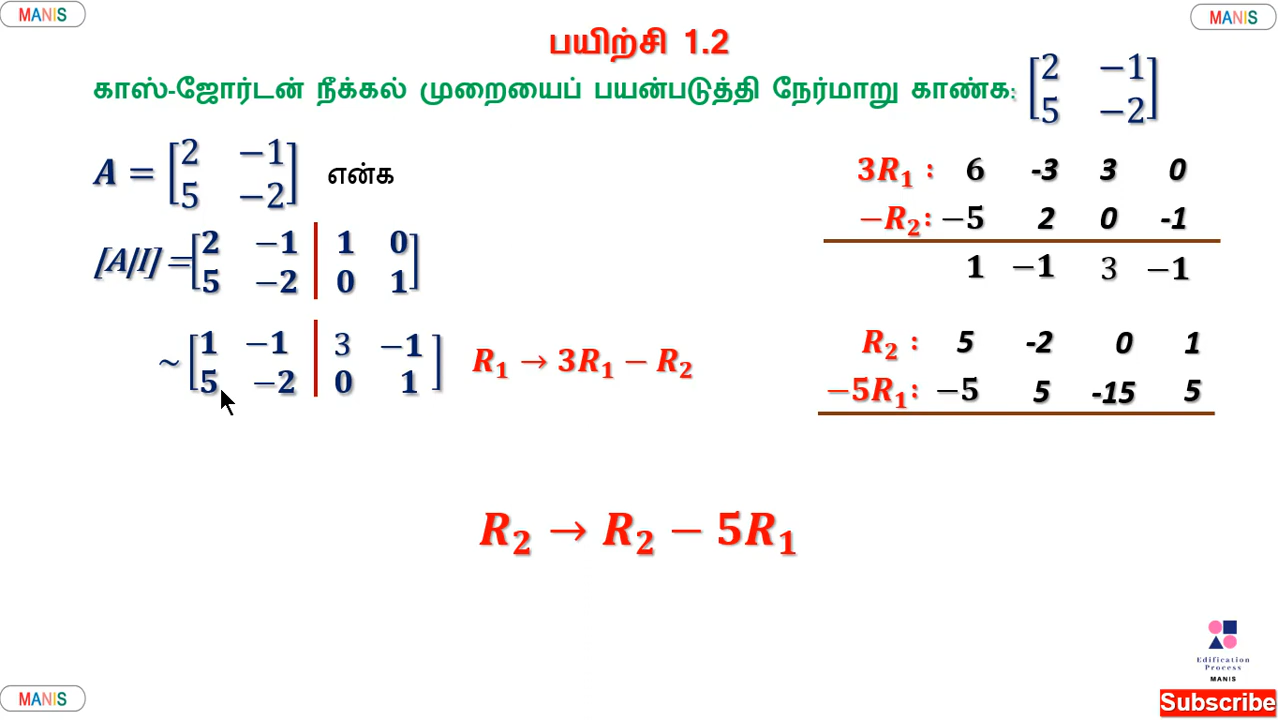 MANIS
MANIS
பயிற்சி 1.2
காஸ்-ஜோர்டன் நீக்கல் முறையைப் பயன்படுத்தி நேர்மாறு காண்க: [2 −1
5 −2]
A = [2 −1
5 −2] என்க
[A/I] = [2 −1 | 1 0
5 −2 | 0 1]
~ [1 −1 | 3 −1
5 −2 | 0 1] R₁ → 3R₁ − R₂
3R₁ : 6 -3 3 0
−R₂: −5 2 0 -1
1 −1 3 −1
R₂ : 5 -2 0 1
−5R₁: −5 5 -15 5
R₂ → R₂ − 5R₁
Edification
Process
MANIS
MANIS
Subscribe